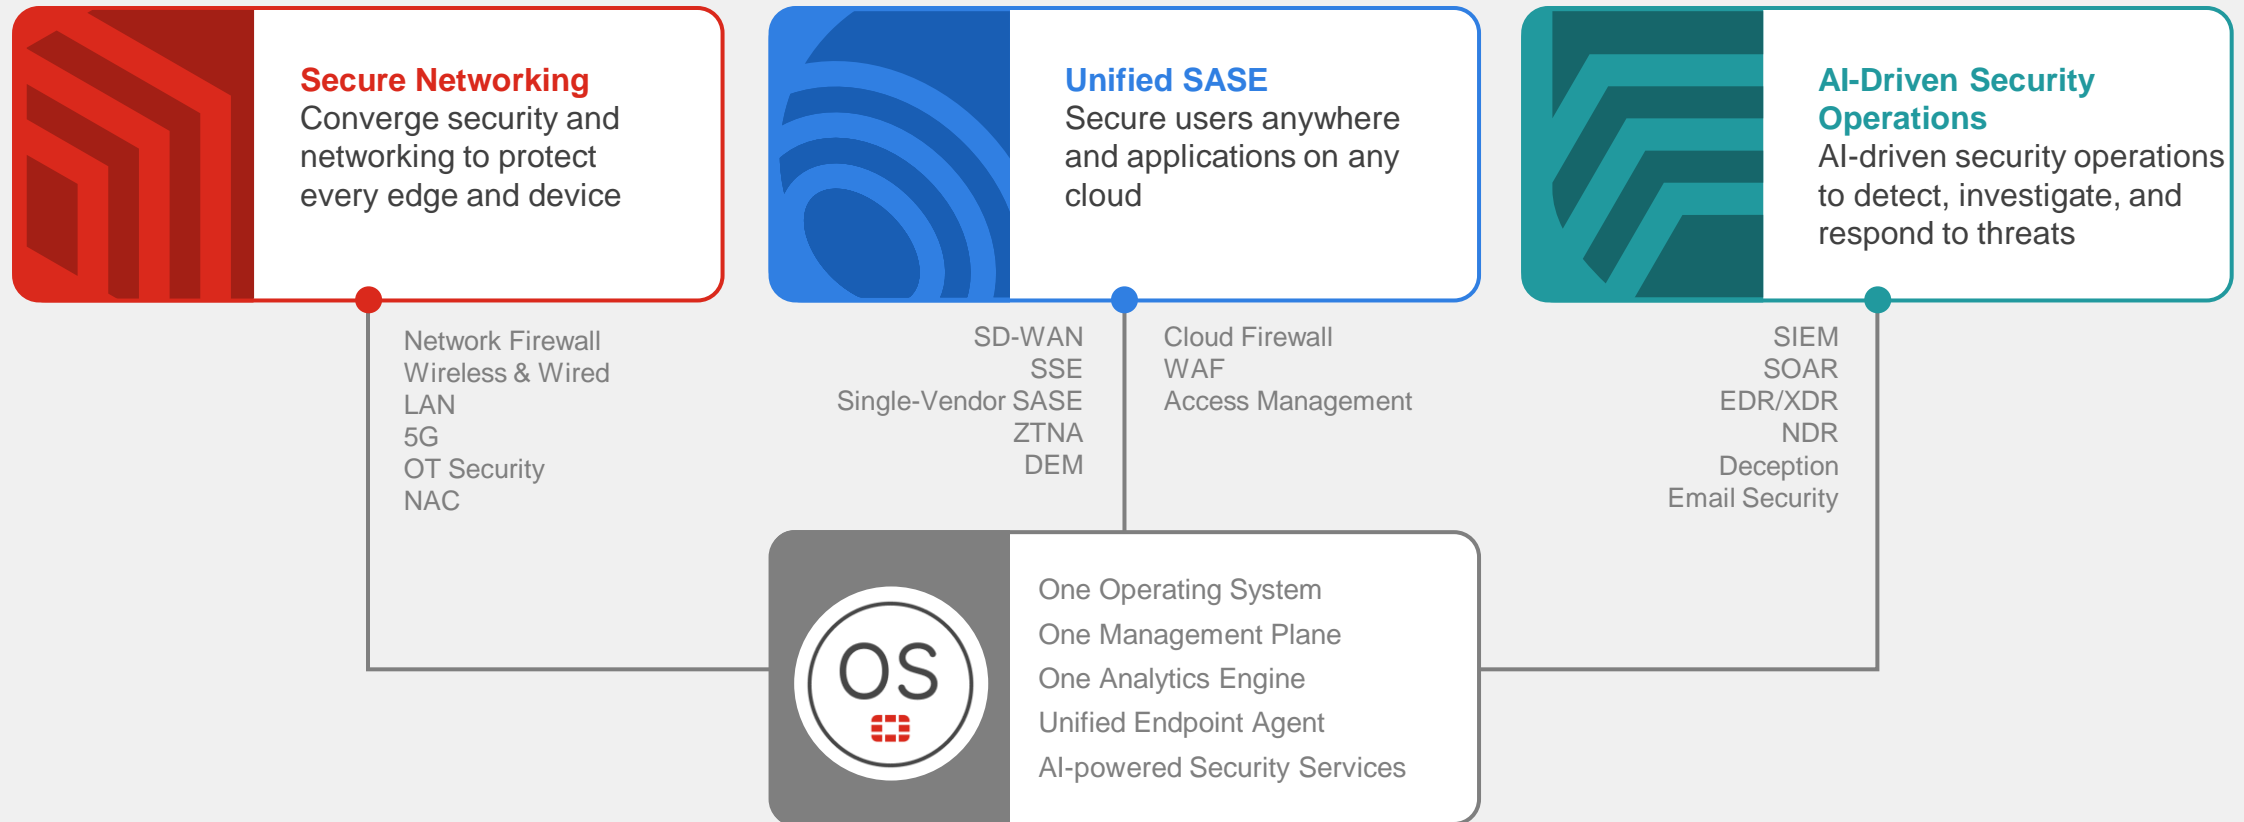 Secure Networking
Converge security and
networking to protect
every edge and device
Unified SASE
Secure users anywhere
and applications on any
cloud
AI-Driven Security
Operations
AI-driven security operations
to detect, investigate, and
respond to threats
Network Firewall
Wireless & Wired
LAN
5G
OT Security
NAC
SD-WAN
SSE
Single-Vendor SASE
ZTNA
DEM
Cloud Firewall
WAF
Access Management
SIEM
SOAR
EDR/XDR
NDR
Deception
Email Security
OS
One Operating System
One Management Plane
One Analytics Engine
Unified Endpoint Agent
AI-powered Security Services